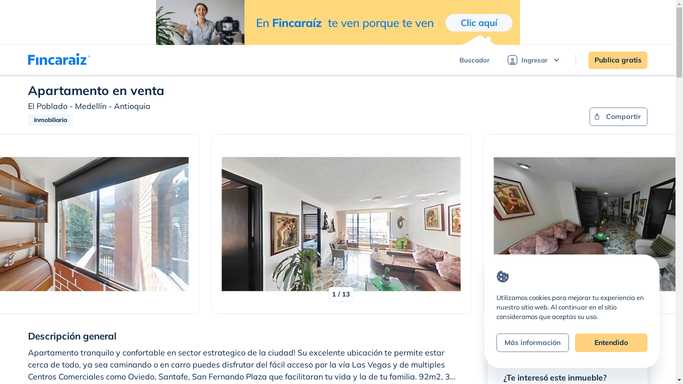 En Fincaraíz te ven porque te ven
Clic aquí
Fincaraíz
Buscador
Ingresar
Publica gratis
Apartamento en venta
El Poblado - Medellín - Antioquia
Inmobiliaria
Compartir
1 / 13
Utilizamos cookies para mejorar tu experiencia en
nuestro sitio web. Al continuar en el sitio
consideramos que aceptas su uso.
Más información
Entendido
Descripción general
Apartamento tranquilo y confortable en sector estrategico de la ciudad! Su excelente ubicación te permite estar
cerca de todo, ya sea caminando o en carro puedes disfrutar del fácil acceso por la vía Las Vegas y de multiples
Centros Comerciales como Oviedo, Santafe, San Fernando Plaza que facilitaran tu vida y la de tu familia. 92m2, 3...
¿Te interesó este inmueble?